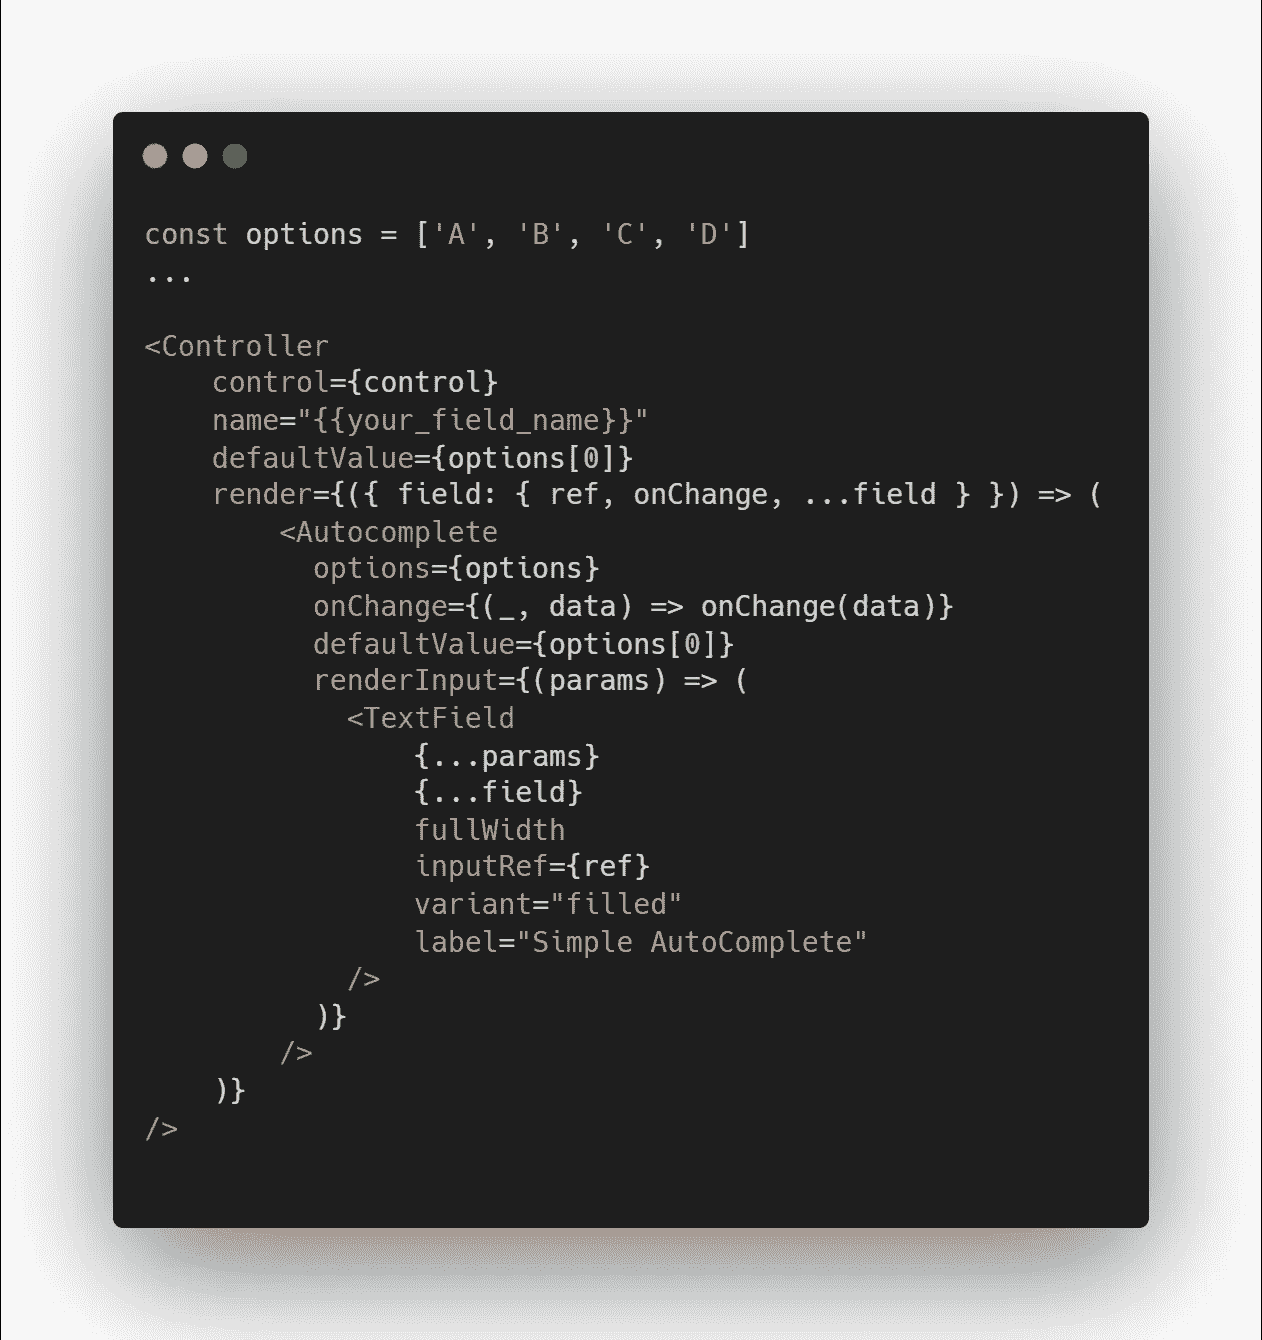 const options = ['A', 'B', 'C', 'D']
...
<Controller
    control={control}
    name="{{your_field_name}}"
    defaultValue={options[0]}
    render={({ field: { ref, onChange, ...field } }) => (
        <Autocomplete
          options={options}
          onChange={(_, data) => onChange(data)}
          defaultValue={options[0]}
          renderInput={(params) => (
            <TextField
                {...params}
                {...field}
                fullWidth
                inputRef={ref}
                variant="filled"
                label="Simple AutoComplete"
            />
          )}
        />
    )}
/>